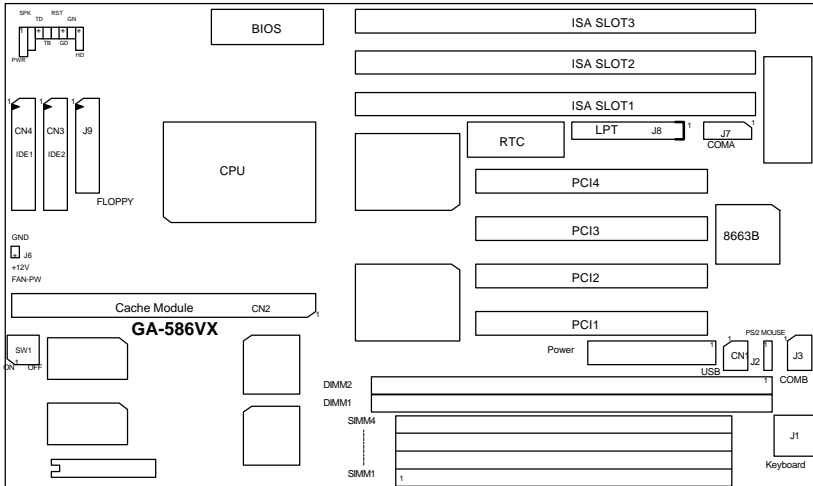 SPK RST
TD GN
1 + + +
TB GD
PWR HD
BIOS
ISA SLOT3
ISA SLOT2
ISA SLOT1
1 1 1
CN4 CN3 J9
IDE1 IDE2
FLOPPY
CPU
RTC
LPT J8 1
1
J7
COMA
PCI4
PCI3
8663B
PCI2
PCI1
GND
+ J6
+12V
FAN-PW
Cache Module CN2
1
GA-586VX
SW1
1
ON OFF
Power 1
USB
1
CN1
PS/2 MOUSE
1
J2
1
J3
COMB
DIMM2 1
DIMM1
SIMM4
SIMM1 1
J1
Keyboard